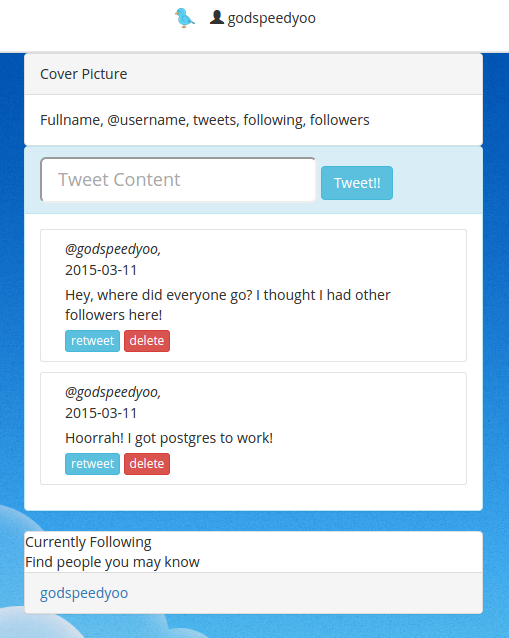 godspeedyoo
Cover Picture
Fullname, @username, tweets, following, followers
Tweet Content
Tweet!!
@godspeedyoo,
2015-03-11
Hey, where did everyone go? I thought I had other
followers here!
retweet delete
@godspeedyoo,
2015-03-11
Hoorrah! I got postgres to work!
retweet delete
Currently Following
Find people you may know
godspeedyoo